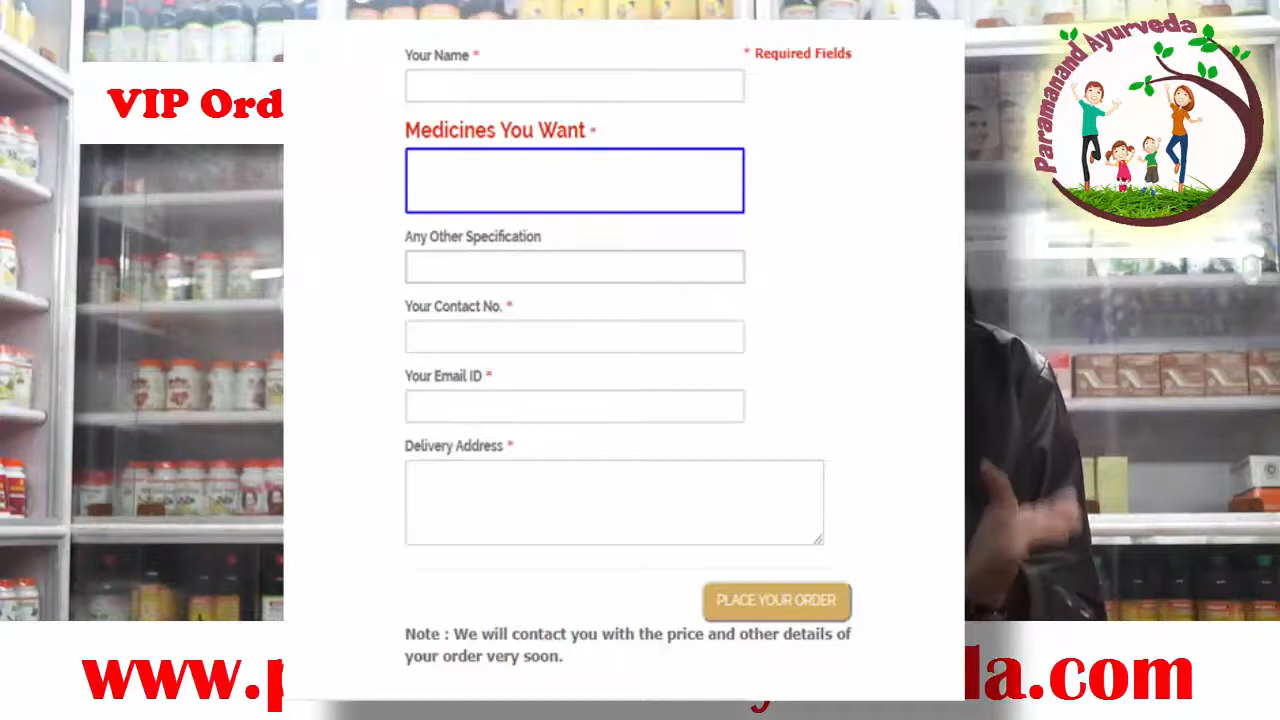 Paramanand Ayurveda
VIP Ord
Your Name *
* Required Fields
Medicines You Want *
Any Other Specification
Your Contact No. *
Your Email ID *
Delivery Address *
PLACE YOUR ORDER
Note : We will contact you with the price and other details of
your order very soon.
www.p
da.com